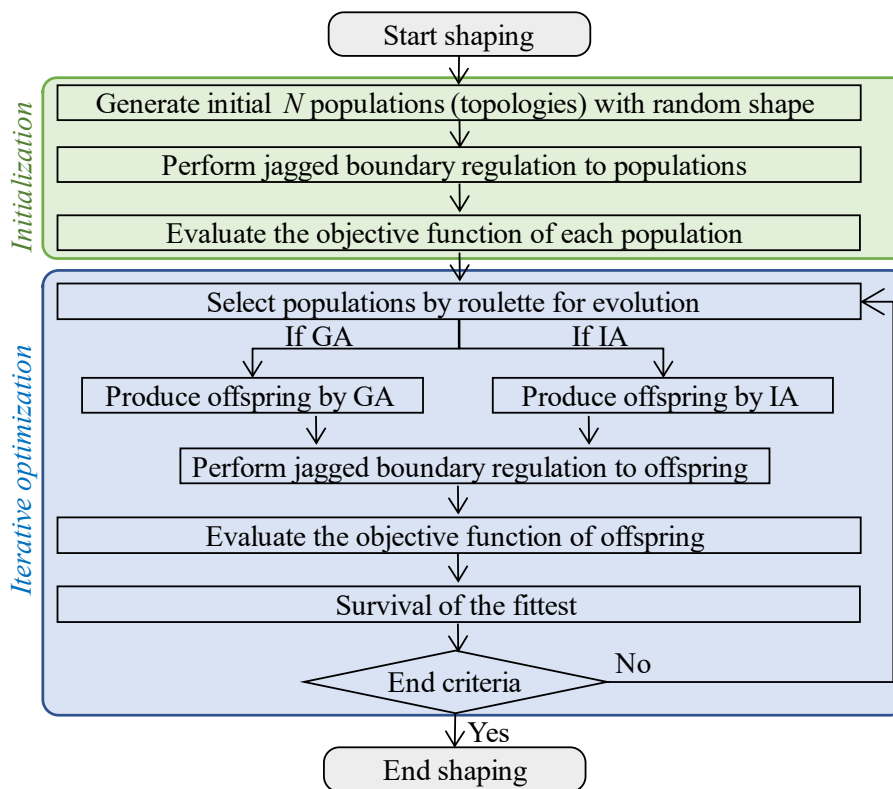 Start shaping
Initialization
Generate initial N populations (topologies) with random shape
Perform jagged boundary regulation to populations
Evaluate the objective function of each population
Iterative optimization
Select populations by roulette for evolution
If GA
If IA
Produce offspring by GA
Produce offspring by IA
Perform jagged boundary regulation to offspring
Evaluate the objective function of offspring
Survival of the fittest
End criteria
No
Yes
End shaping